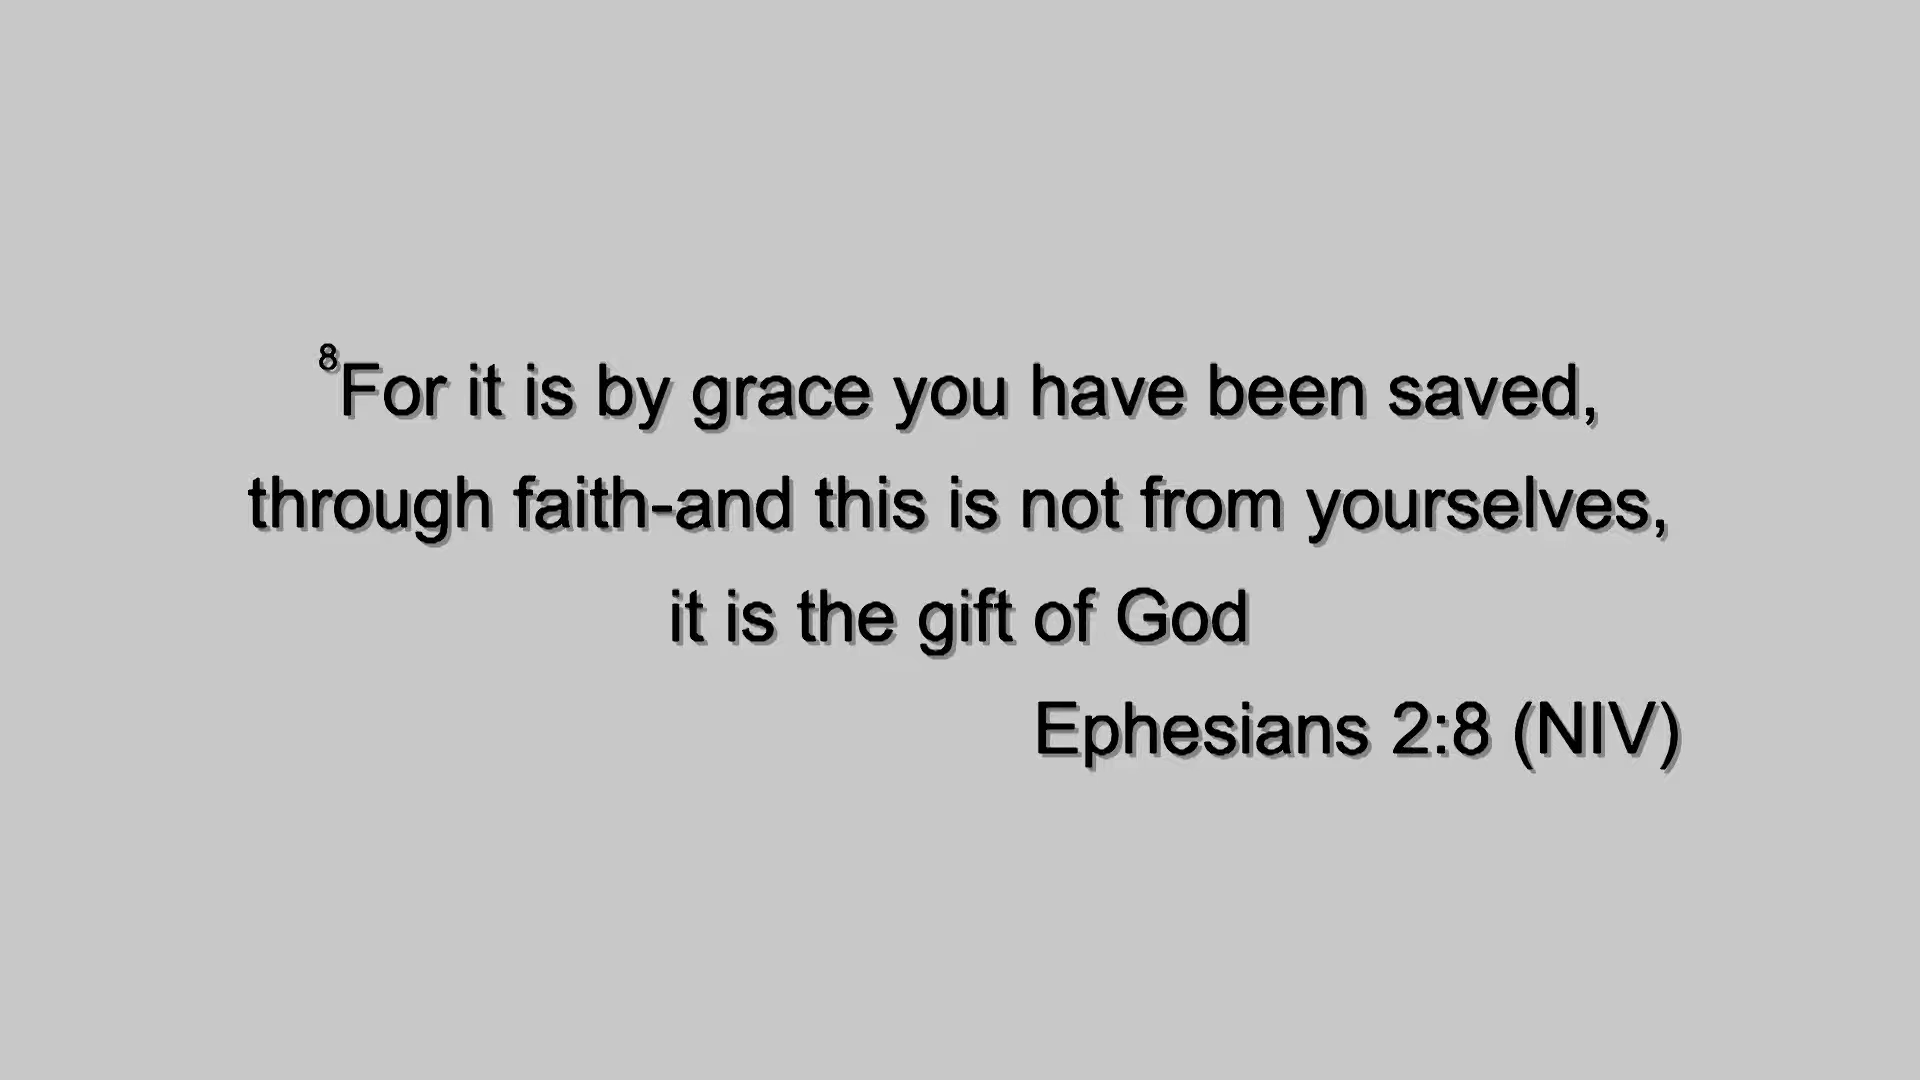 ⁸For it is by grace you have been saved,
through faith-and this is not from yourselves,
it is the gift of God
Ephesians 2:8 (NIV)